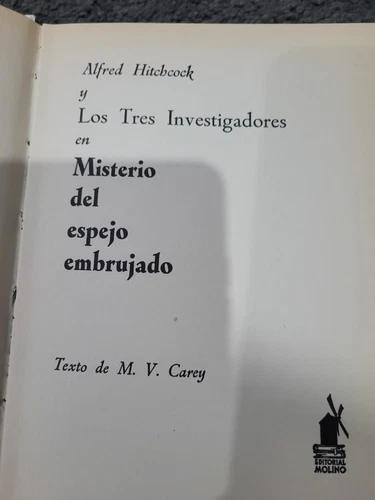 Alfred Hitchcock
y
Los Tres Investigadores
en
Misterio
del
espejo
embrujado
Texto de M. V. Carey
EDITORIAL
MOLINO